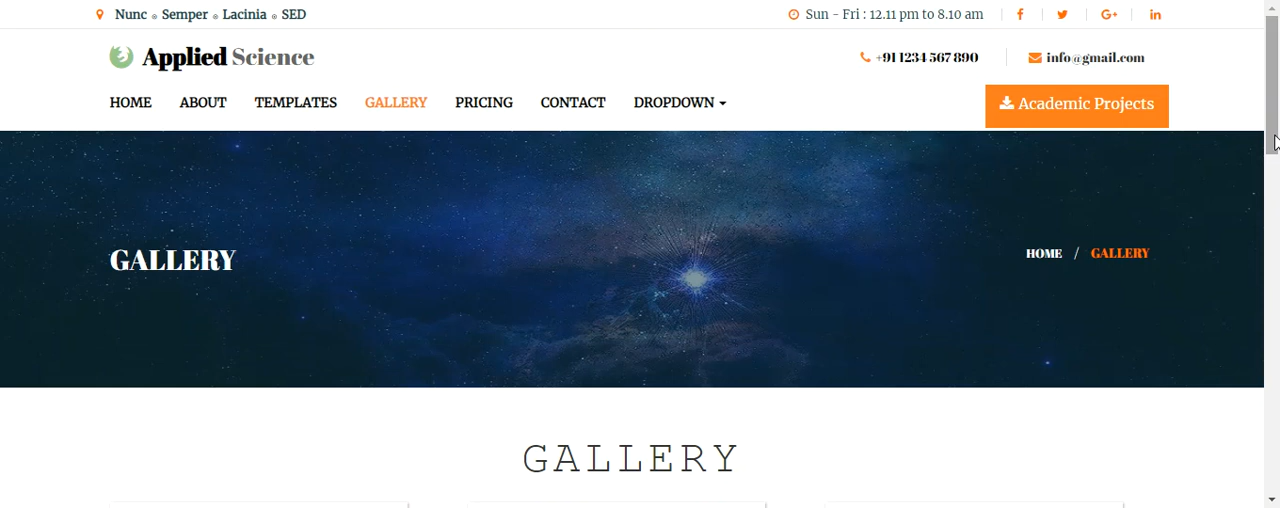 Nunc Semper Lacinia SED
Sun - Fri : 12.11 pm to 8.10 am
Applied Science
+91 1234 567 890
info@gmail.com
HOME ABOUT TEMPLATES GALLERY PRICING CONTACT DROPDOWN
Academic Projects
GALLERY
HOME / GALLERY
GALLERY